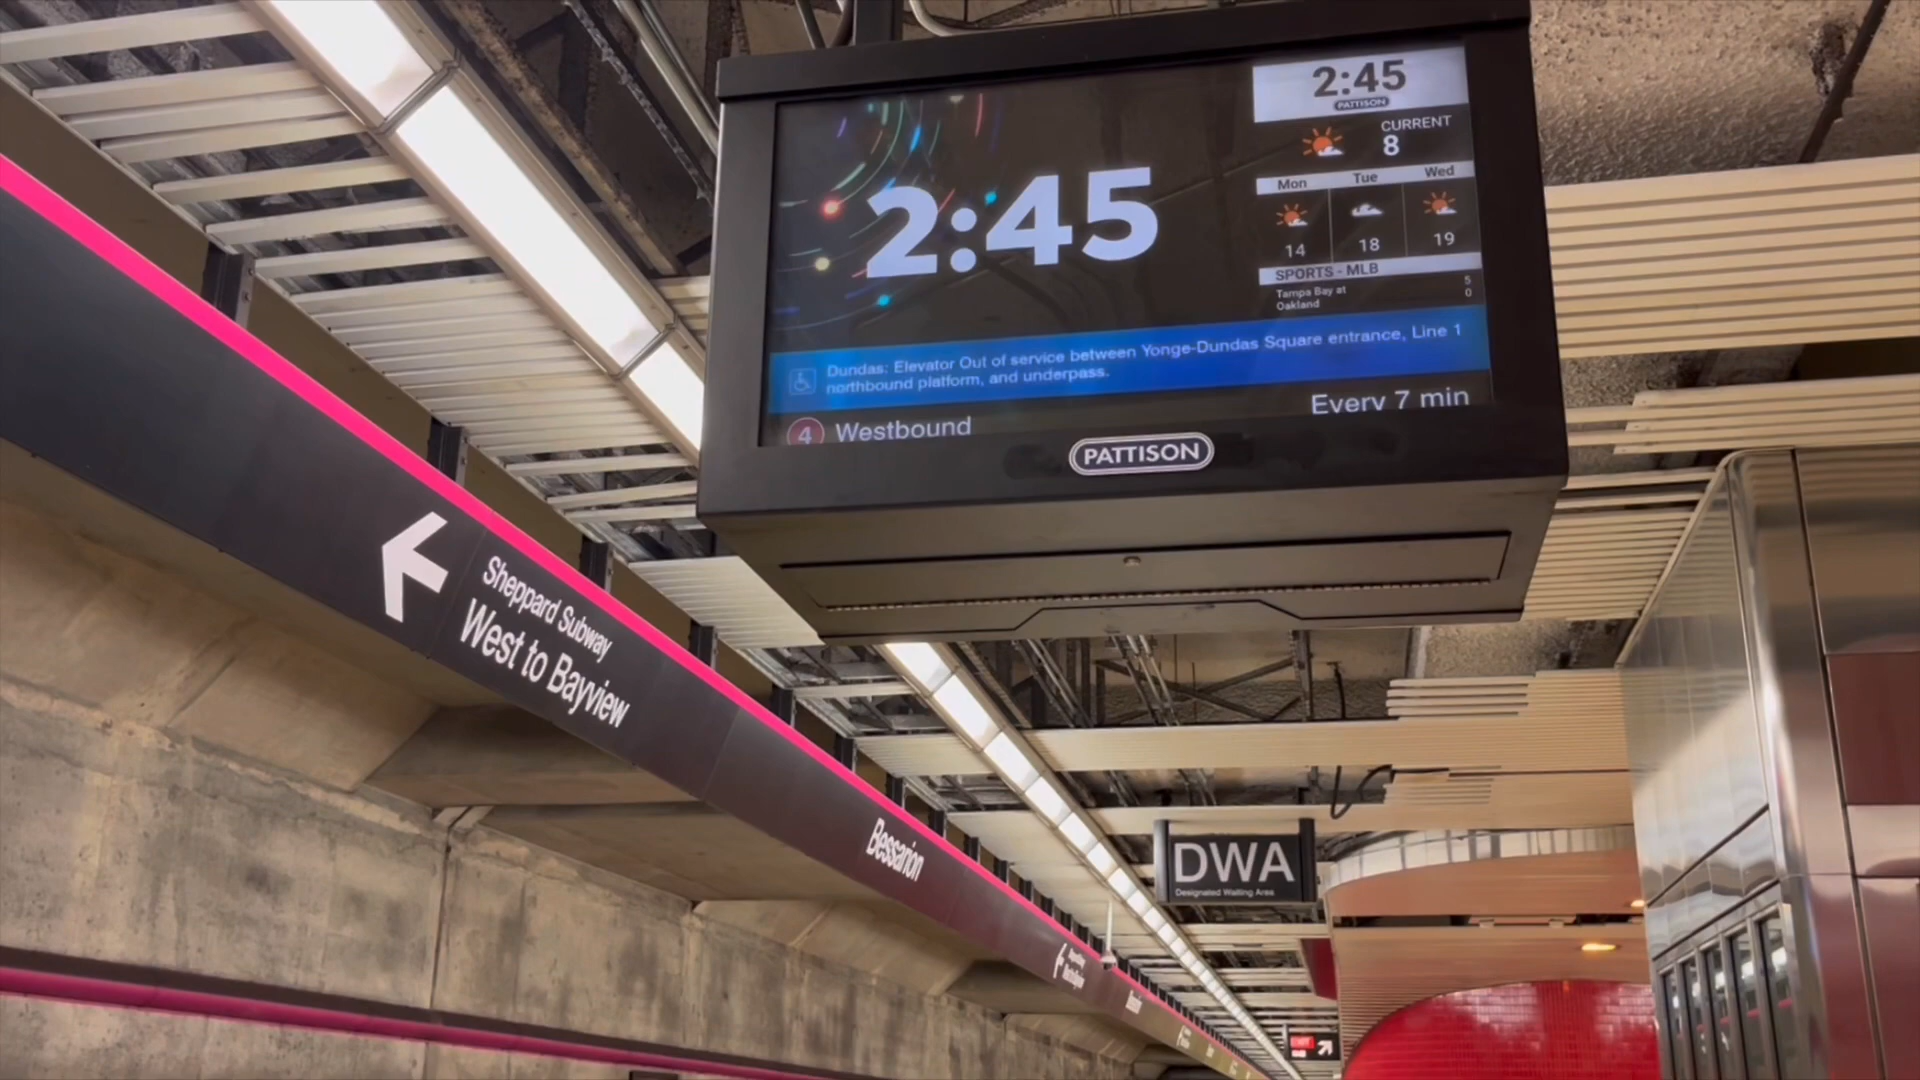 2:45
2:45
PATTISON
CURRENT
8
Mon Tue Wed
14 18 19
SPORTS - MLB
Tampa Bay at 5
Oakland 0
Dundas: Elevator Out of service between Yonge-Dundas Square entrance, Line 1
northbound platform, and underpass.
4 Westbound Every 7 min
PATTISON
Sheppard Subway
West to Bayview
Bessarion
DWA
Designated Waiting Area